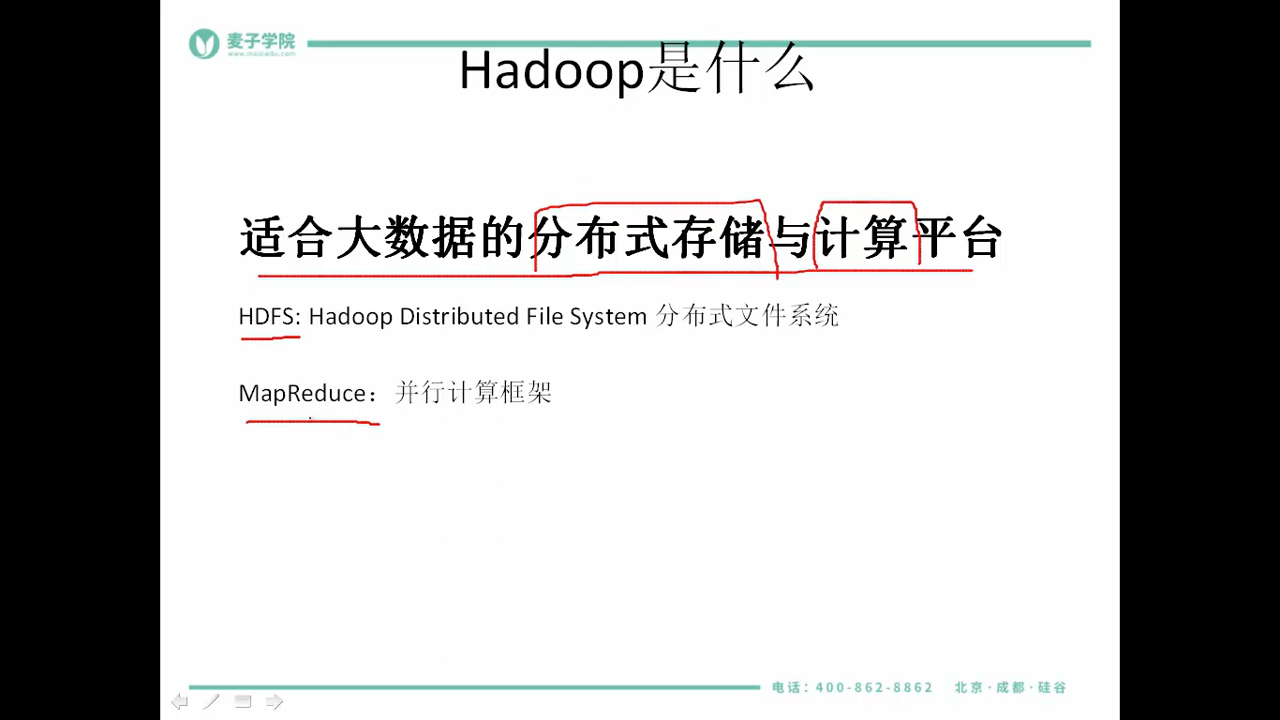 麦子学院
www.maiziedu.com
Hadoop是什么
适合大数据的分布式存储与计算平台
HDFS: Hadoop Distributed File System 分布式文件系统
MapReduce：并行计算框架
电话：400-862-8862 北京·成都·硅谷